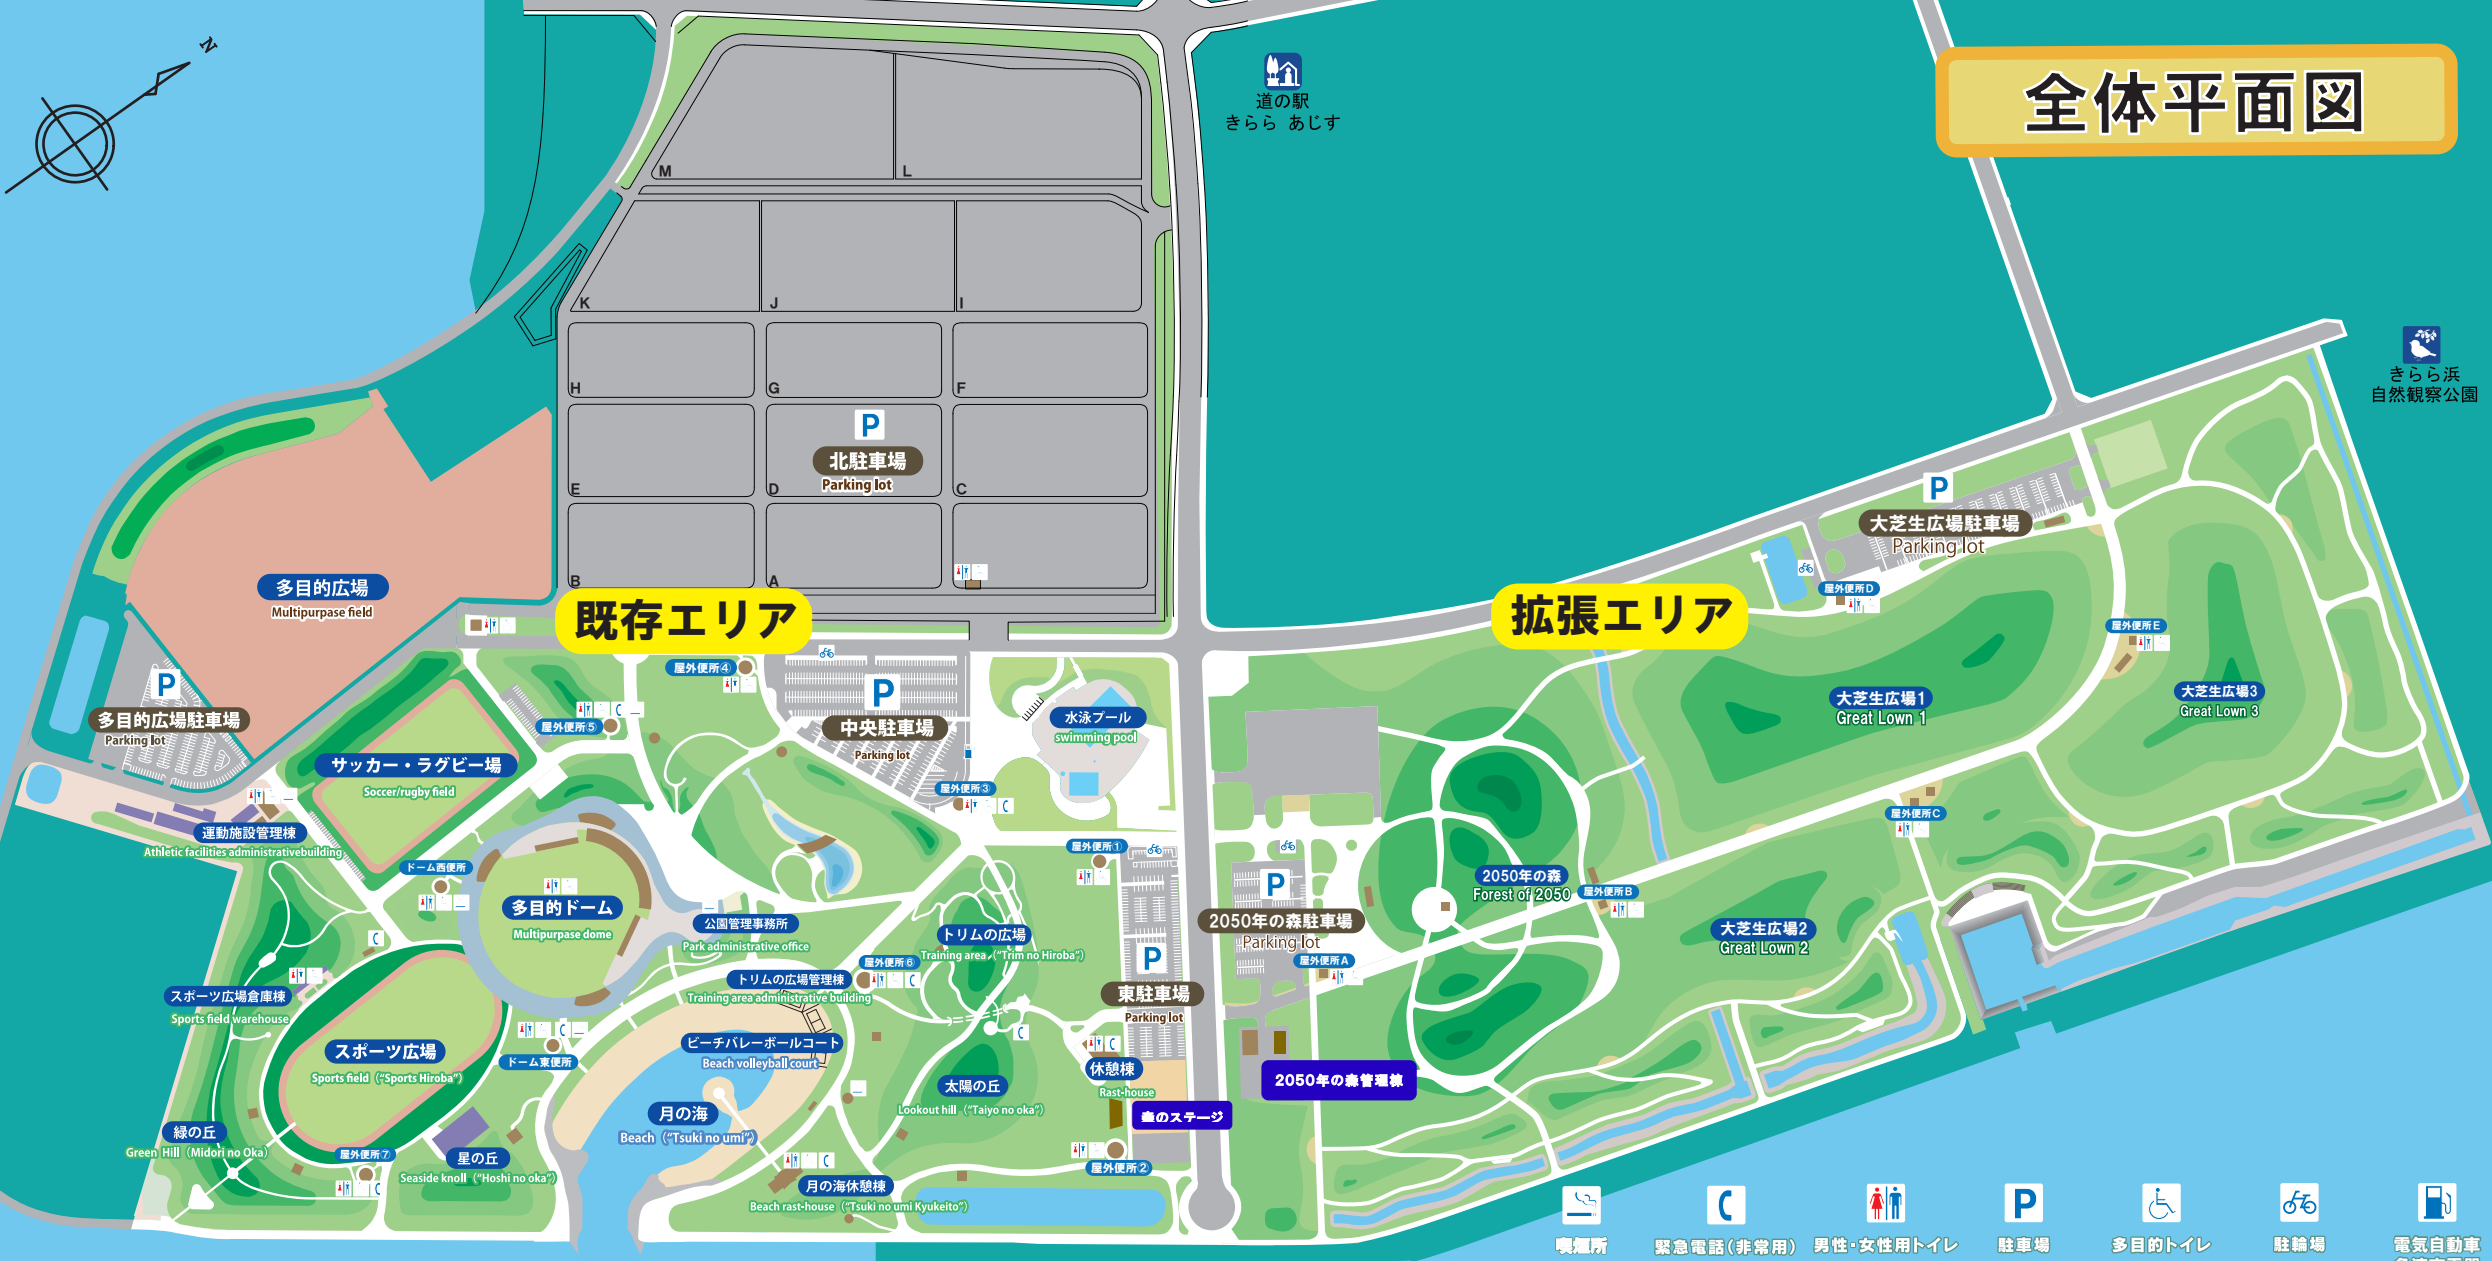 N
全体平面図
道の駅
きらら あじす
きらら浜
自然観察公園
M
L
K
J
I
H
G
F
E
D
C
B
A
P
北駐車場
Parking lot
既存エリア
拡張エリア
多目的広場
Multipurpase field
P
多目的広場駐車場
Parking lot
サッカー・ラグビー場
Soccer/rugby field
運動施設管理棟
Athletic facilities administrativebuilding
屋外便所④
屋外便所⑤
P
中央駐車場
Parking lot
屋外便所③
水泳プール
swimming pool
屋外便所①
ドーム西便所
多目的ドーム
Multipurpase dome
公園管理事務所
Park administrative office
トリムの広場
Training area ("Trim no Hiroba")
屋外便所⑥
トリムの広場管理棟
Training area administrative building
P
東駐車場
Parking lot
スポーツ広場倉庫棟
Sports field warehouse
スポーツ広場
Sports field ("Sports Hiroba")
ドーム東便所
ビーチバレーボールコート
Beach volleyball court
月の海
Beach ("Tsuki no umi")
太陽の丘
Lookout hill ("Taiyo no oka")
休憩棟
Rast-house
森のステージ
緑の丘
Green Hill (Midori no Oka)
屋外便所⑦
星の丘
Seaside knoll ("Hoshi no oka")
月の海休憩棟
Beach rast-house ("Tsuki no umi Kyukeito")
屋外便所②
P
大芝生広場駐車場
Parking lot
屋外便所D
屋外便所E
大芝生広場1
Great Lown 1
大芝生広場3
Great Lown 3
屋外便所C
2050年の森
Forest of 2050
屋外便所B
大芝生広場2
Great Lown 2
P
2050年の森駐車場
Parking lot
屋外便所A
2050年の森管理棟
喫煙所
緊急電話(非常用)
男性・女性用トイレ
P
駐車場
多目的トイレ
駐輪場
電気自動車